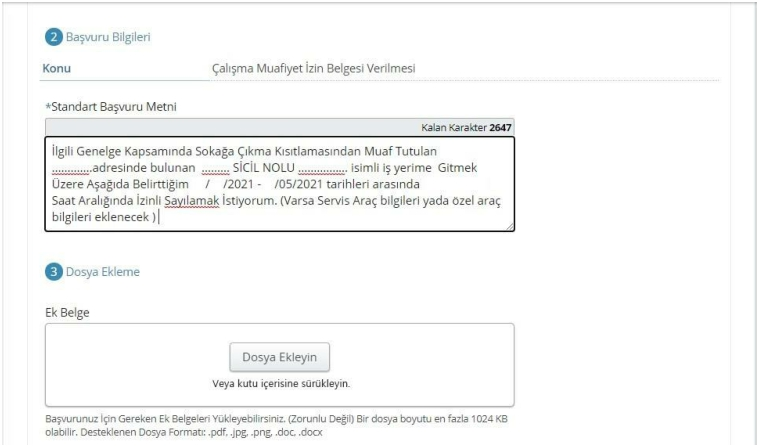 2 Başvuru Bilgileri
Konu Çalışma Muafiyet İzin Belgesi Verilmesi
*Standart Başvuru Metni
Kalan Karakter 2647
İlgili Genelge Kapsamında Sokağa Çıkma Kısıtlamasından Muaf Tutulan
.............adresinde bulunan ......... SİCİL NOLU ................ isimli iş yerime Gitmek
Üzere Aşağıda Belirttiğim / /2021 - /05/2021 tarihleri arasında
Saat Aralığında İzinli Sayılamak İstiyorum. (Varsa Servis Araç bilgileri yada özel araç
bilgileri eklenecek )
3 Dosya Ekleme
Ek Belge
Dosya Ekleyin
Veya kutu içerisine sürükleyin.
Başvurunuz İçin Gereken Ek Belgeleri Yükleyebilirsiniz. (Zorunlu Değil) Bir dosya boyutu en fazla 1024 KB
olabilir. Desteklenen Dosya Formatı: .pdf, .jpg, .png, .doc, .docx